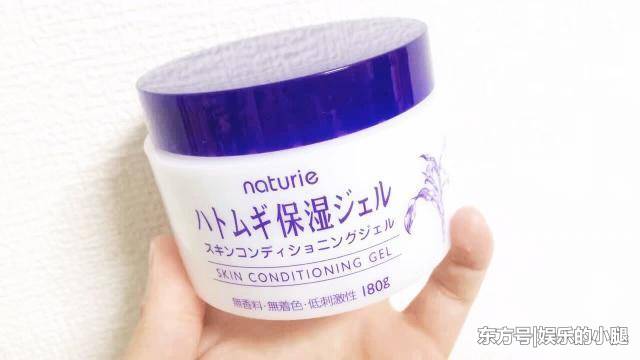 naturie
ハトムギ保湿ジェル
スキンコンディショニングジェル
SKIN CONDITIONING GEL
無香料・無着色・低刺激性 180g
东方号|娱乐的小腿